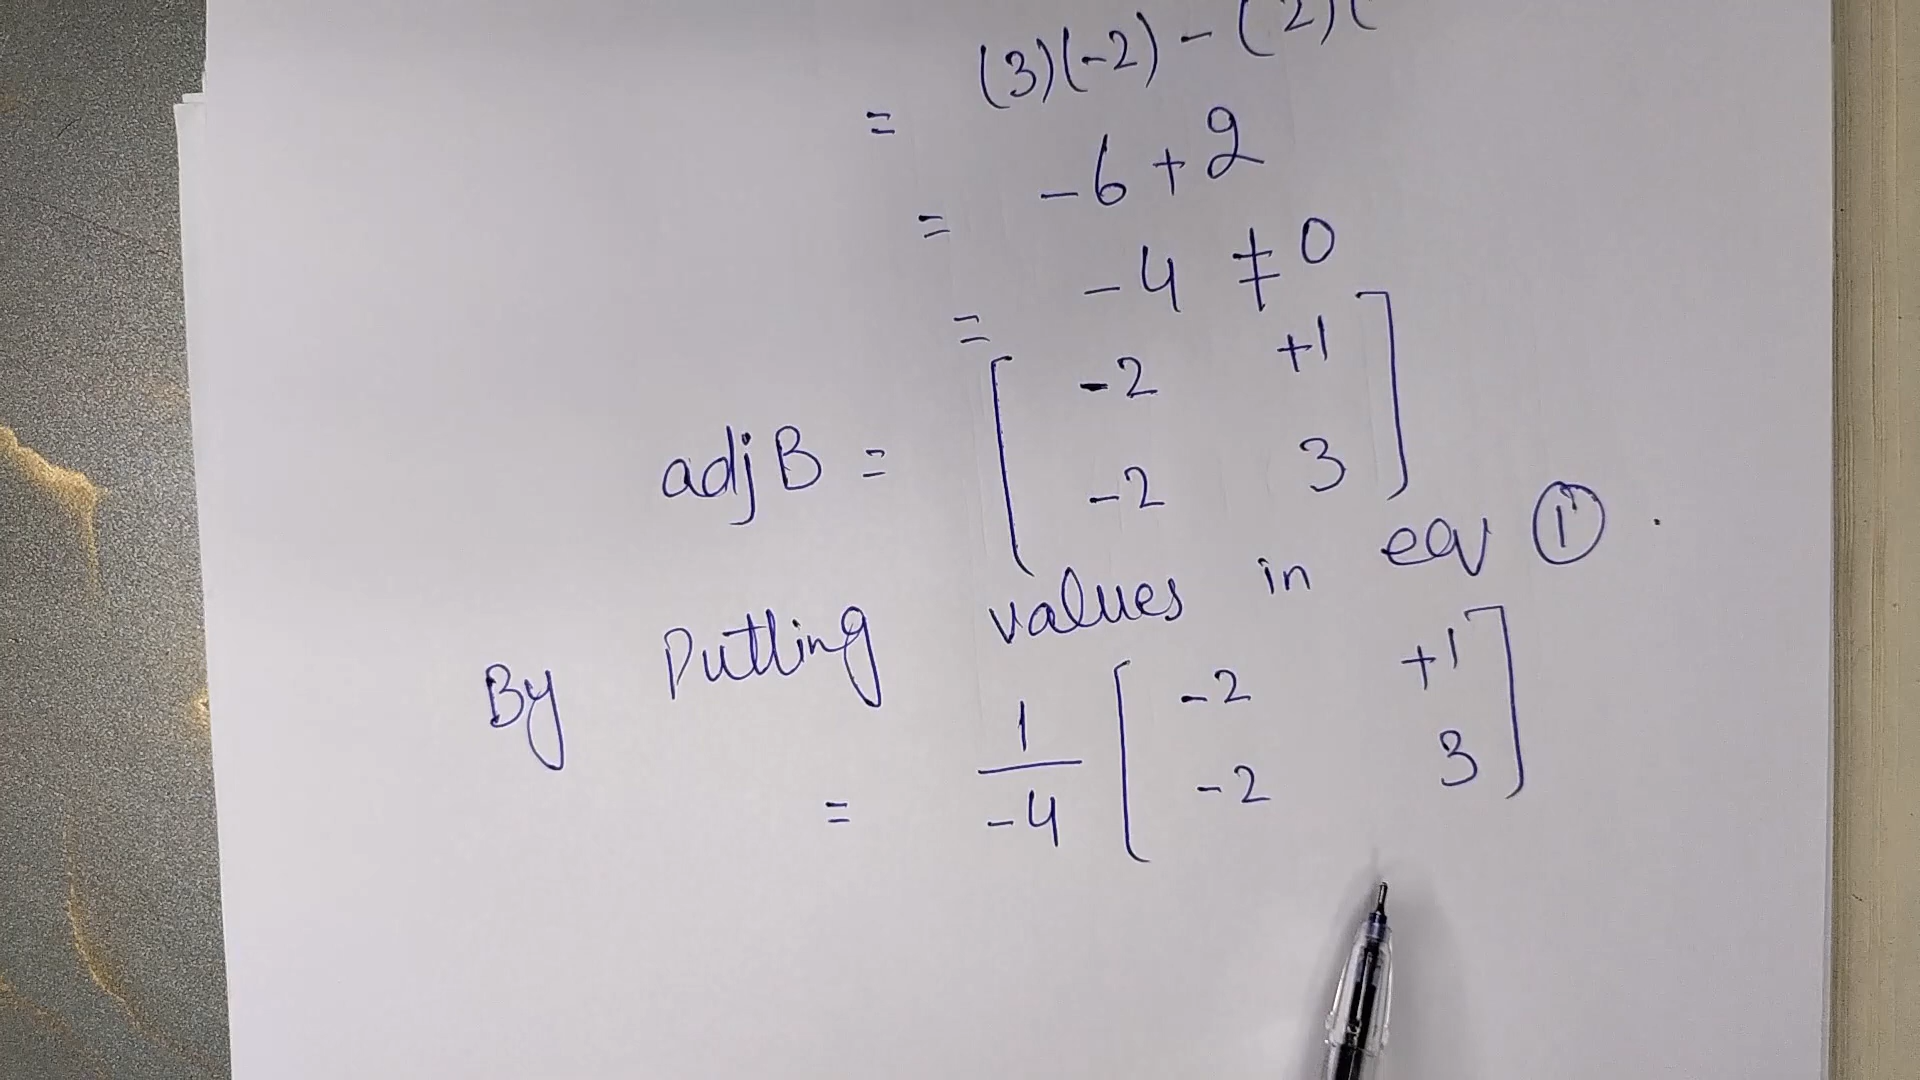 = (3)(-2) - (2)(
= -6 + 2
= -4 ≠ 0
adj B = [ -2 +1
-2 3 ]
By Putting values in eq ① .
= 1/-4 [ -2 +1
-2 3 ]